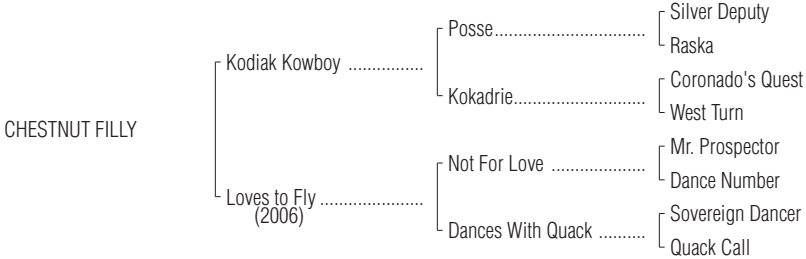 Silver Deputy
Posse................................
Raska
Kodiak Kowboy ................
Coronado's Quest
Kokadrie............................
West Turn
CHESTNUT FILLY
Mr. Prospector
Not For Love ....................
Dance Number
Loves to Fly......................
(2006)
Sovereign Dancer
Dances With Quack ..........
Quack Call